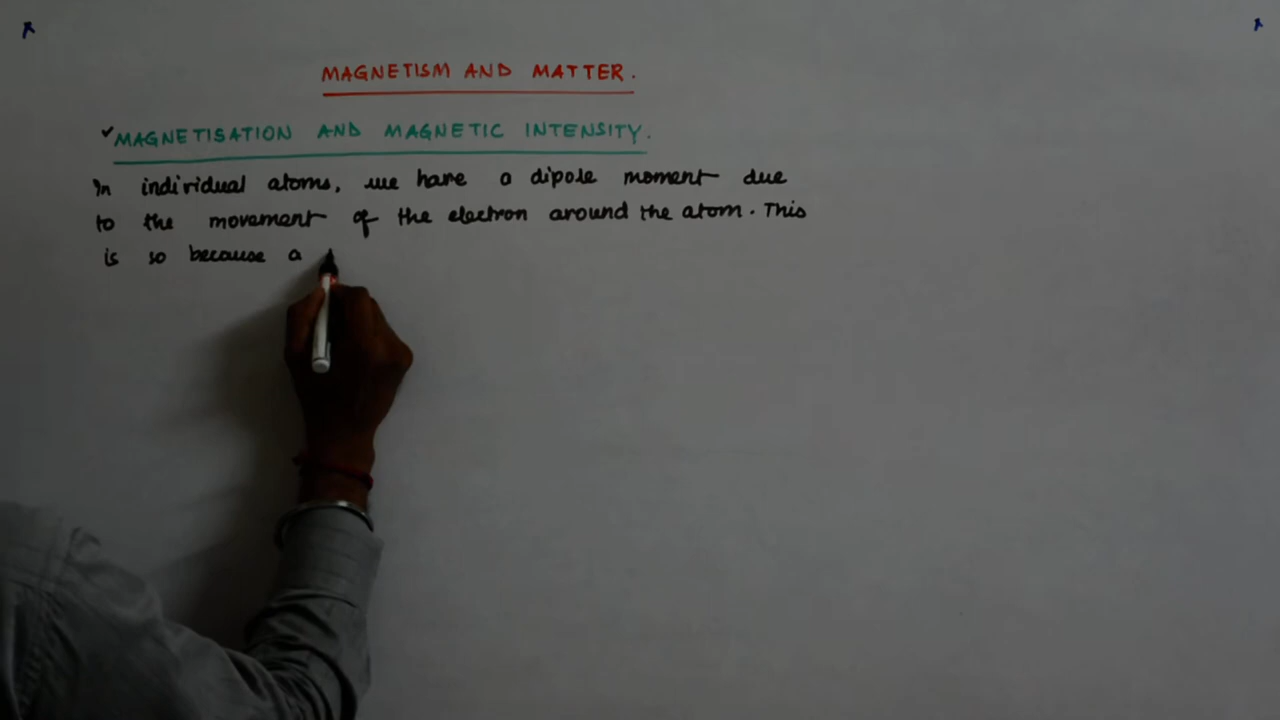 MAGNETISM AND MATTER.
MAGNETISATION AND MAGNETIC INTENSITY.
In individual atoms, we have a dipole moment due
to the movement of the electron around the atom. This
is so because a